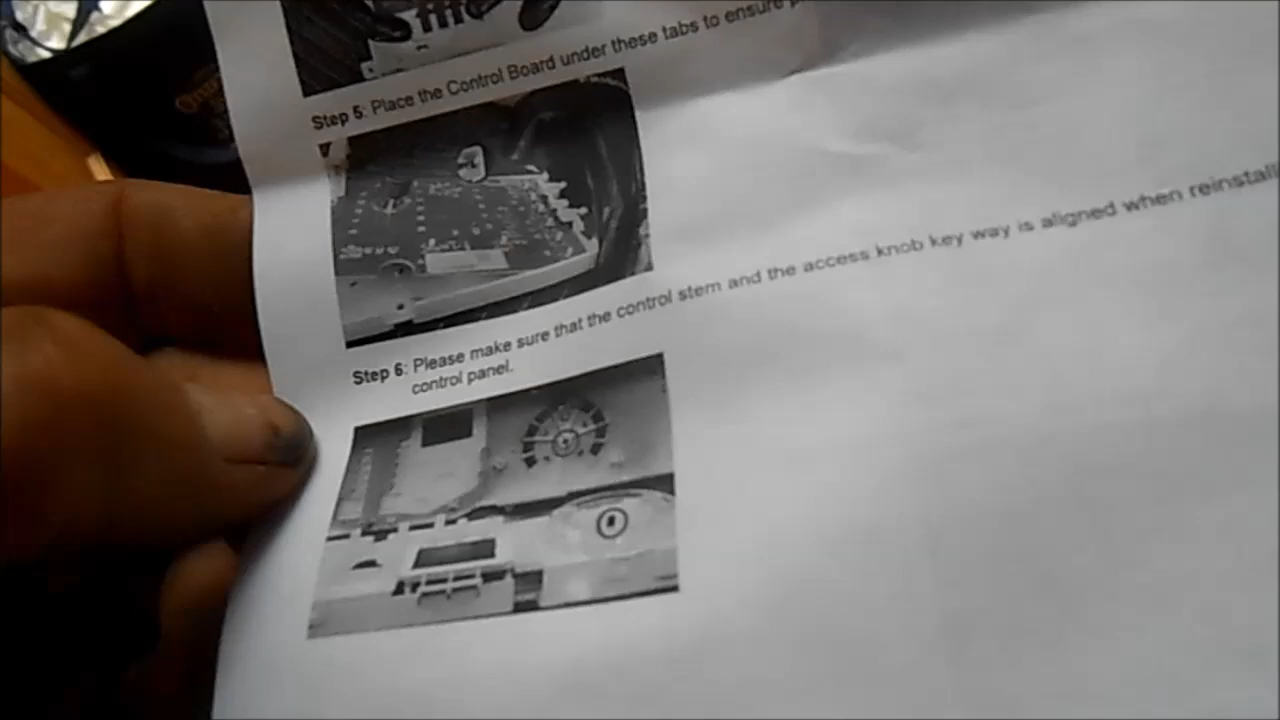 Step 5: Place the Control Board under these tabs to ensure
Step 6: Please make sure that the control stem and the access knob key way is aligned when
control panel.